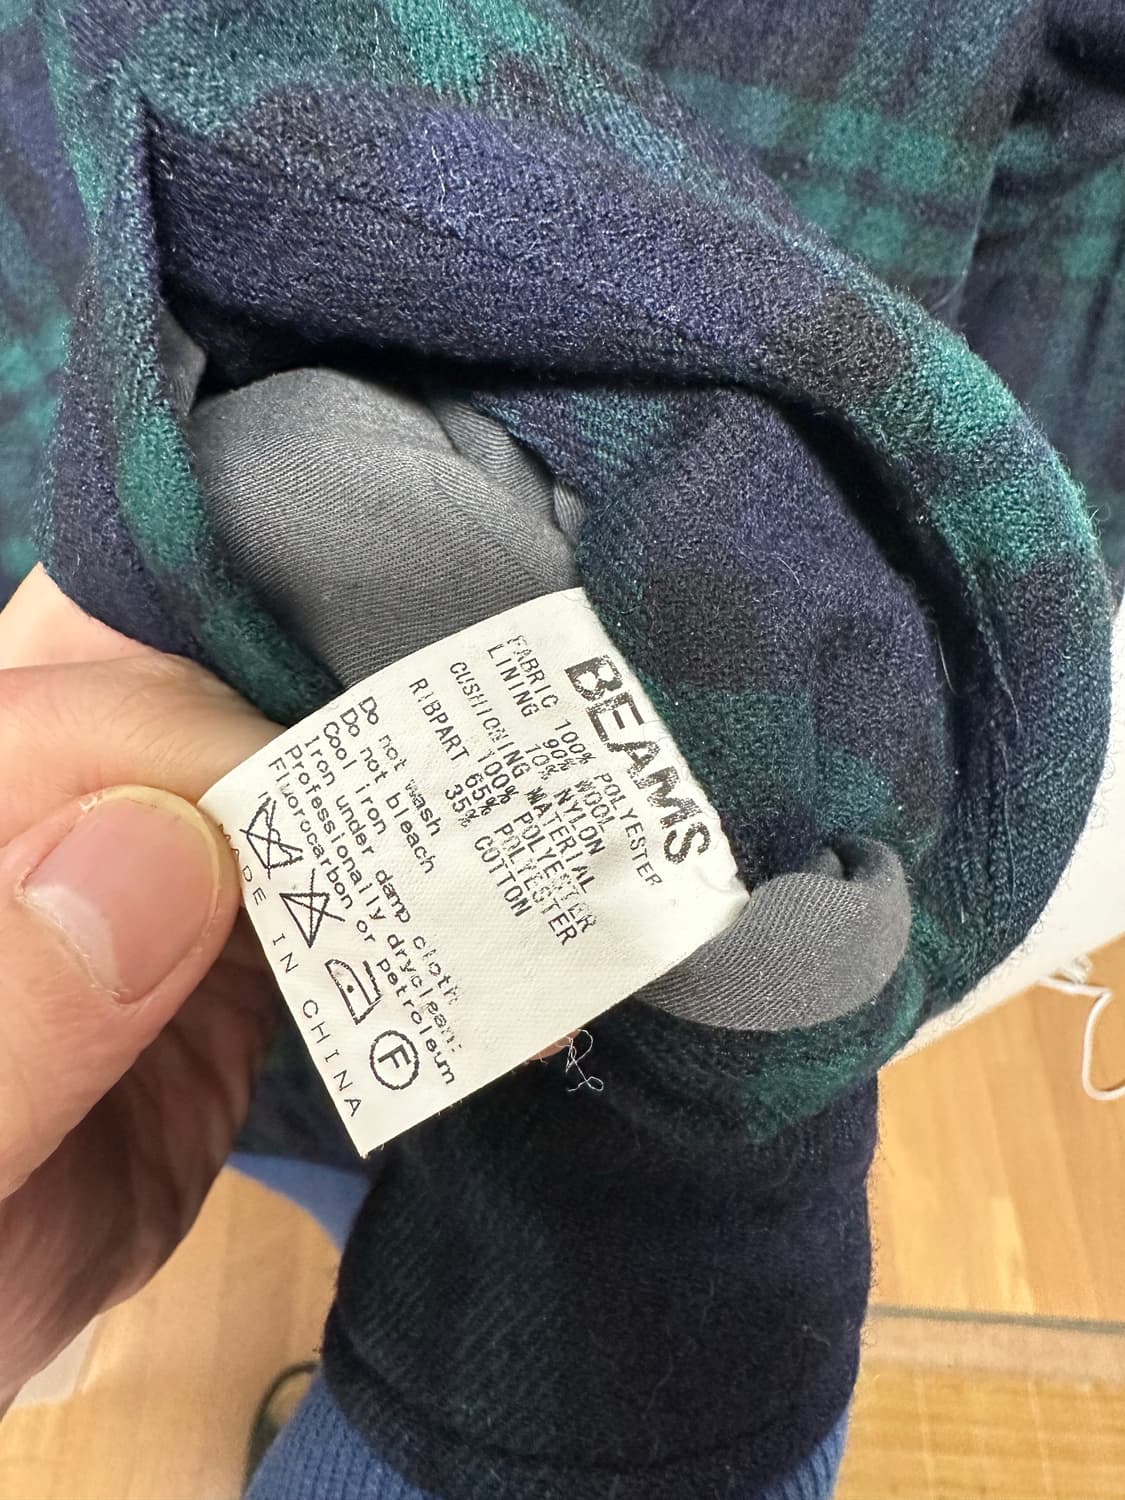 BEAMS
FABRIC 100% POLYESTER
LINING 90% WOOL
10% NYLON
CUSHIONING MATERIAL
100% POLYESTER
RIBPART 65% POLYESTER
35% COTTON
Do not wash
Do not bleach
Cool iron
Iron under damp cloth
Professionally dryclean:
Fluorocarbon or petroleum
F
MADE IN CHINA